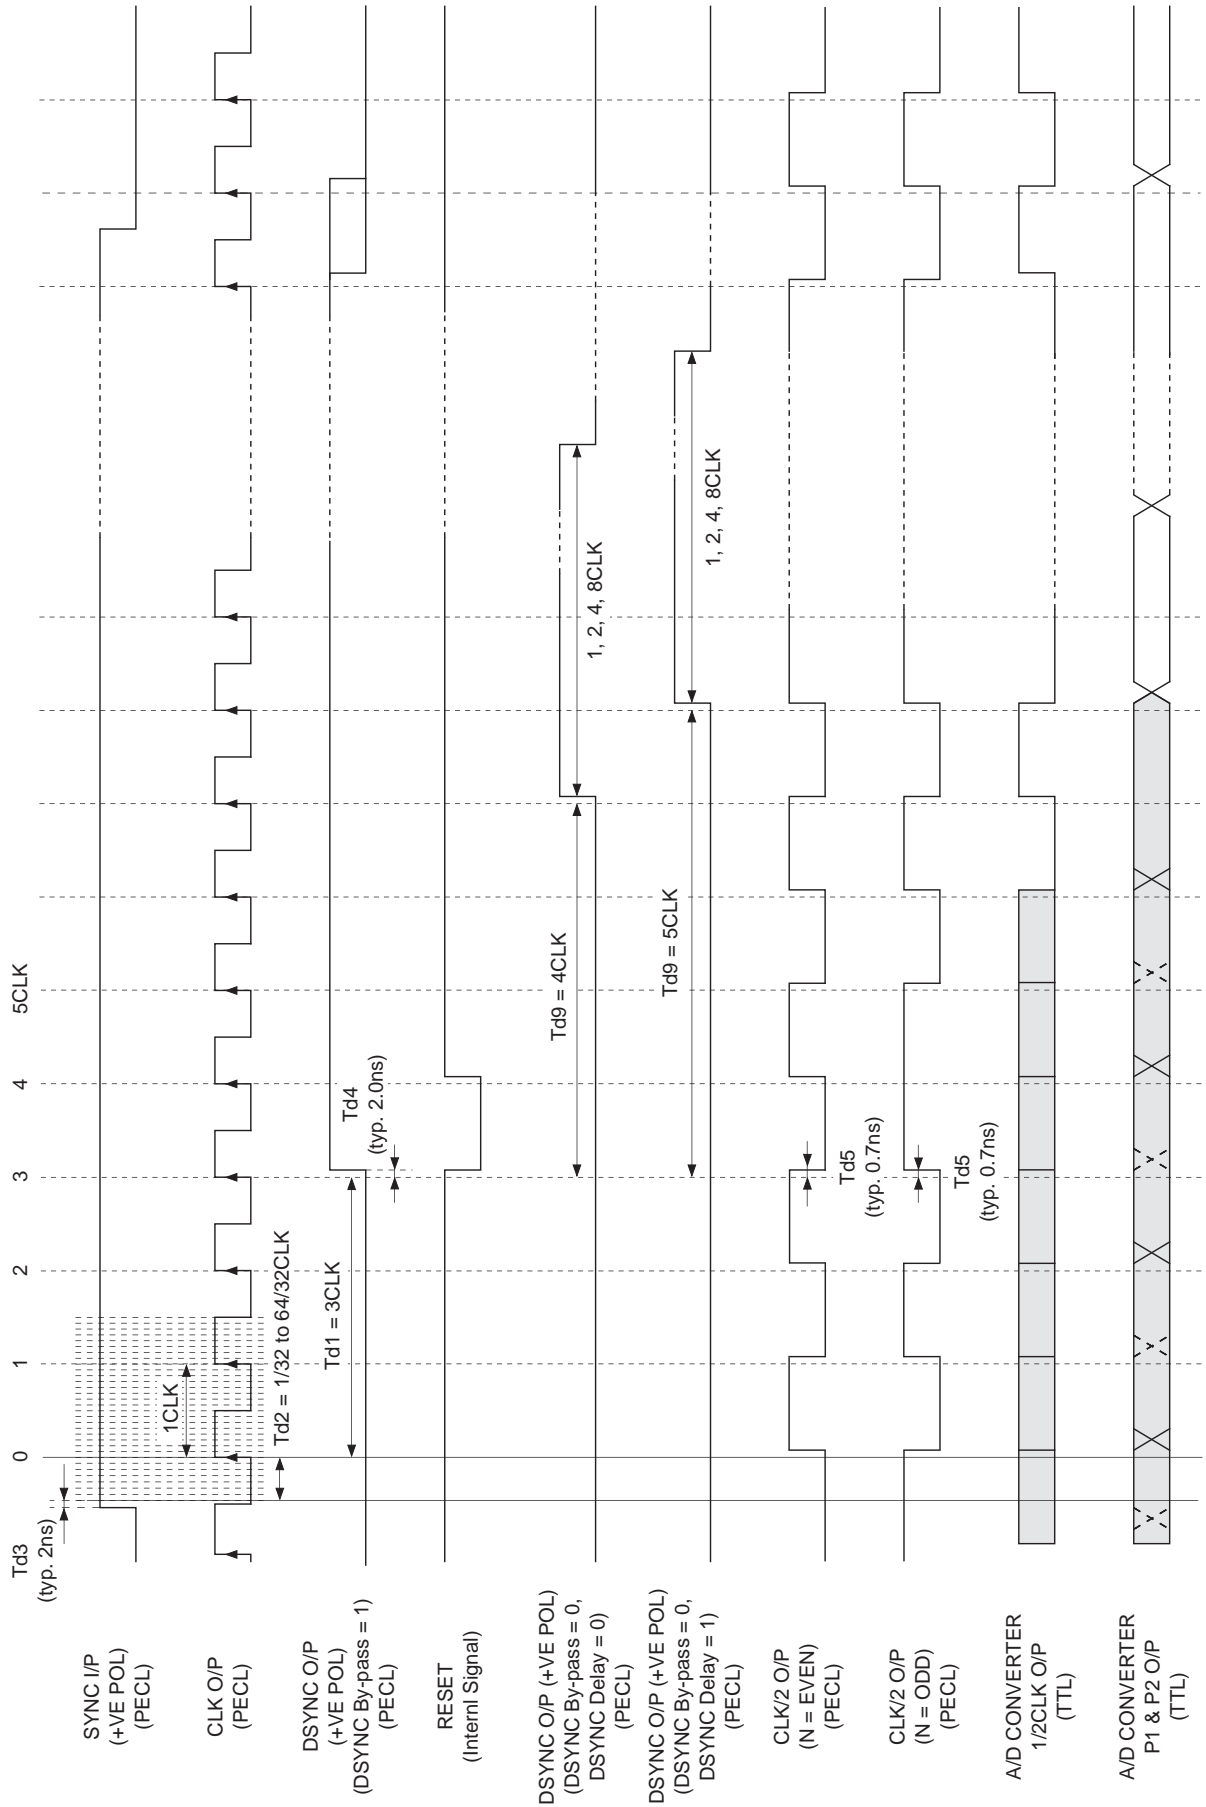 Td3
(typ. 2ns)
0
1
2
3
4
5CLK
SYNC I/P
(+VE POL)
(PECL)
CLK O/P
(PECL)
1CLK
Td2 = 1/32 to 64/32CLK
DSYNC O/P
(+VE POL)
(DSYNC By-pass = 1)
(PECL)
Td1 = 3CLK
Td4
(typ. 2.0ns)
RESET
(Internl Signal)
DSYNC O/P (+VE POL)
(DSYNC By-pass = 0,
DSYNC Delay = 0)
(PECL)
Td9 = 4CLK
1, 2, 4, 8CLK
DSYNC O/P (+VE POL)
(DSYNC By-pass = 0,
DSYNC Delay = 1)
(PECL)
Td9 = 5CLK
1, 2, 4, 8CLK
CLK/2 O/P
(N = EVEN)
(PECL)
Td5
(typ. 0.7ns)
CLK/2 O/P
(N = ODD)
(PECL)
Td5
(typ. 0.7ns)
A/D CONVERTER
1/2CLK O/P
(TTL)
A/D CONVERTER
P1 & P2 O/P
(TTL)